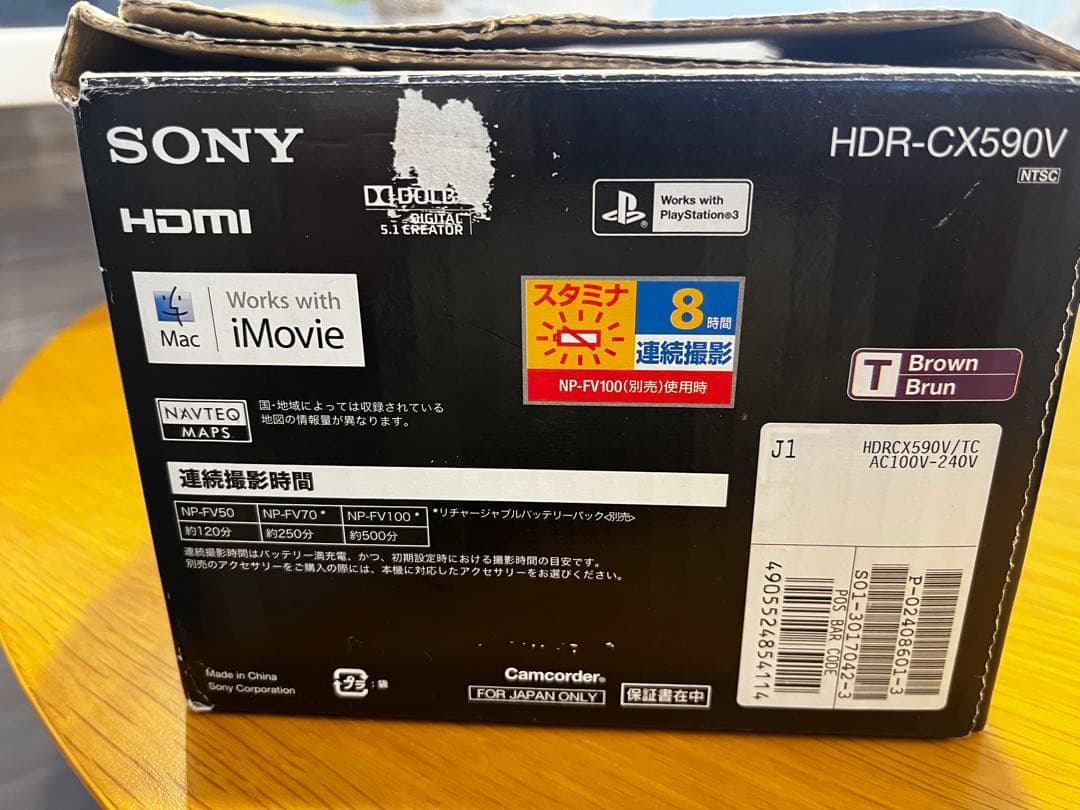 SONY
HDR-CX590V
NTSC
HDMI
DOLB
DIGITAL
5.1 CREATOR
Works with
PlayStation®3
Mac
Works with
iMovie
スタミナ
8時間
連続撮影
NP-FV100(別売)使用時
T Brown
Brun
NAVTEQ
MAPS
国・地域によっては収録されている
地図の情報量が異なります。
連続撮影時間
NP-FV50 NP-FV70* NP-FV100* *リチャージャブルバッテリーパック<別売>
約120分 約250分 約500分
連続撮影時間はバッテリー満充電、かつ、初期設定時における撮影時間の目安です。
別売のアクセサリーをご購入の際には、本機に対応したアクセサリーをお選びください。
J1
HDRCX590V/TC
AC100V-240V
4905524854114
POS BAR CODE
S01-3017042-3
P-02408601-3
Made in China
Sony Corporation
プラ:袋
Camcorder®
FOR JAPAN ONLY
保証書在中